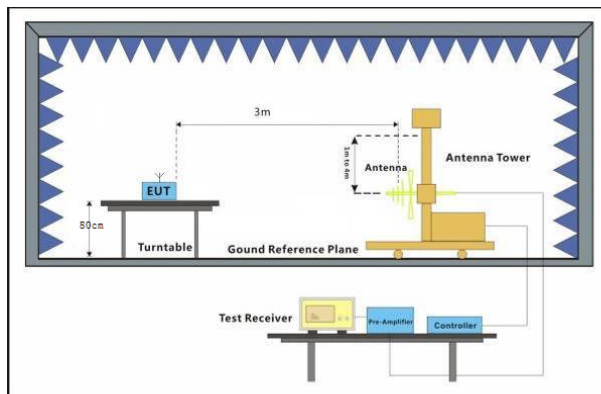 3m
1m to 4m
Antenna
Antenna Tower
EUT
80cm
Turntable
Gound Reference Plane
Test Receiver
Pre-Amplifier
Controller